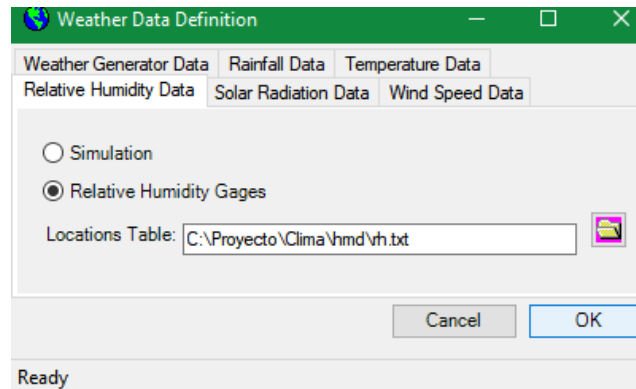 Weather Data Definition
Weather Generator Data Rainfall Data Temperature Data
Relative Humidity Data Solar Radiation Data Wind Speed Data
Simulation
Relative Humidity Gages
Locations Table: C:\Proyecto\Clima\hmd\rh.txt
Cancel OK
Ready